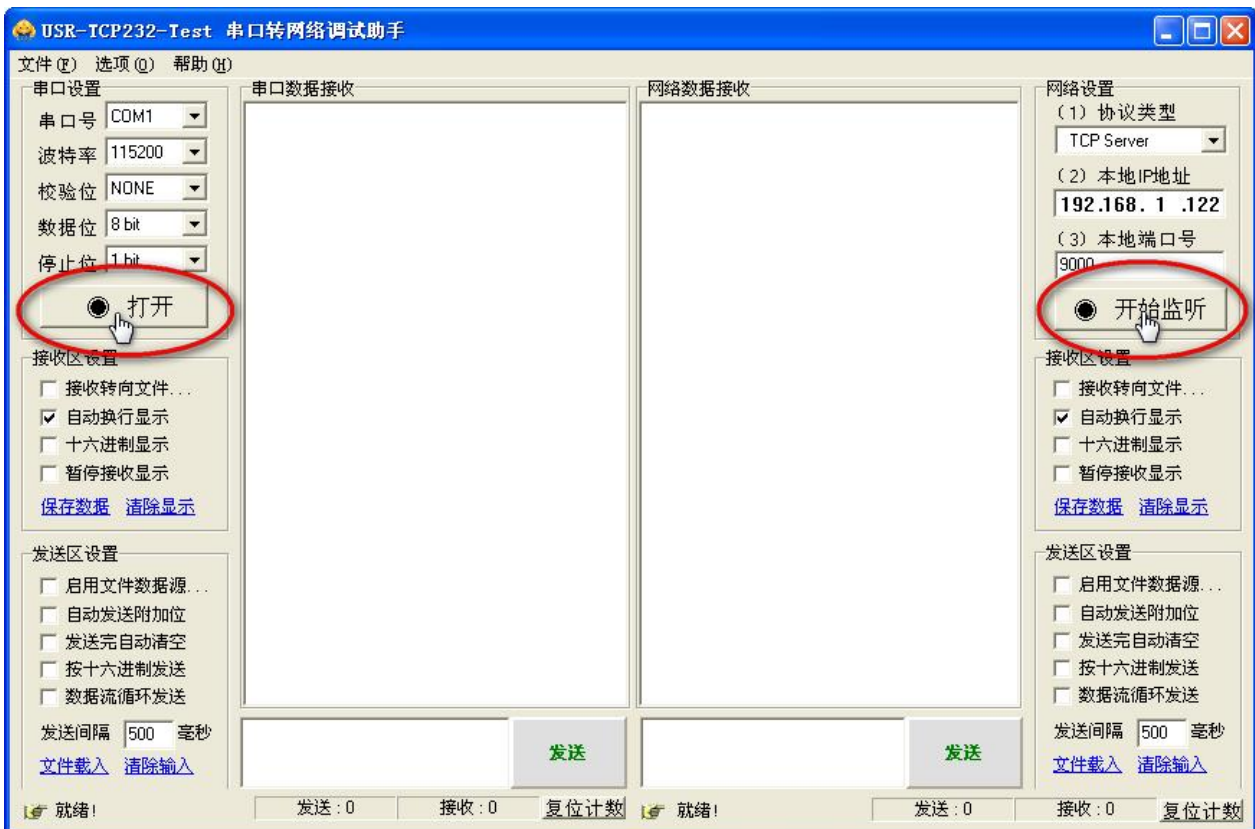 USR-TCP232-Test 串口转网络调试助手
文件(F) 选项(O) 帮助(H)
串口设置
串口号 COM1
波特率 115200
校验位 NONE
数据位 8 bit
停止位 1 bit
打开
接收区设置
接收转向文件...
自动换行显示
十六进制显示
暂停接收显示
保存数据 清除显示
发送区设置
启用文件数据源...
自动发送附加位
发送完自动清空
按十六进制发送
数据流循环发送
发送间隔 500 毫秒
文件载入 清除输入
串口数据接收
发送
网络数据接收
发送
网络设置
(1) 协议类型
TCP Server
(2) 本地IP地址
192.168. 1 .122
(3) 本地端口号
9000
开始监听
接收区设置
接收转向文件...
自动换行显示
十六进制显示
暂停接收显示
保存数据 清除显示
发送区设置
启用文件数据源...
自动发送附加位
发送完自动清空
按十六进制发送
数据流循环发送
发送间隔 500 毫秒
文件载入 清除输入
就绪! 发送:0 接收:0 复位计数 就绪! 发送:0 接收:0 复位计数